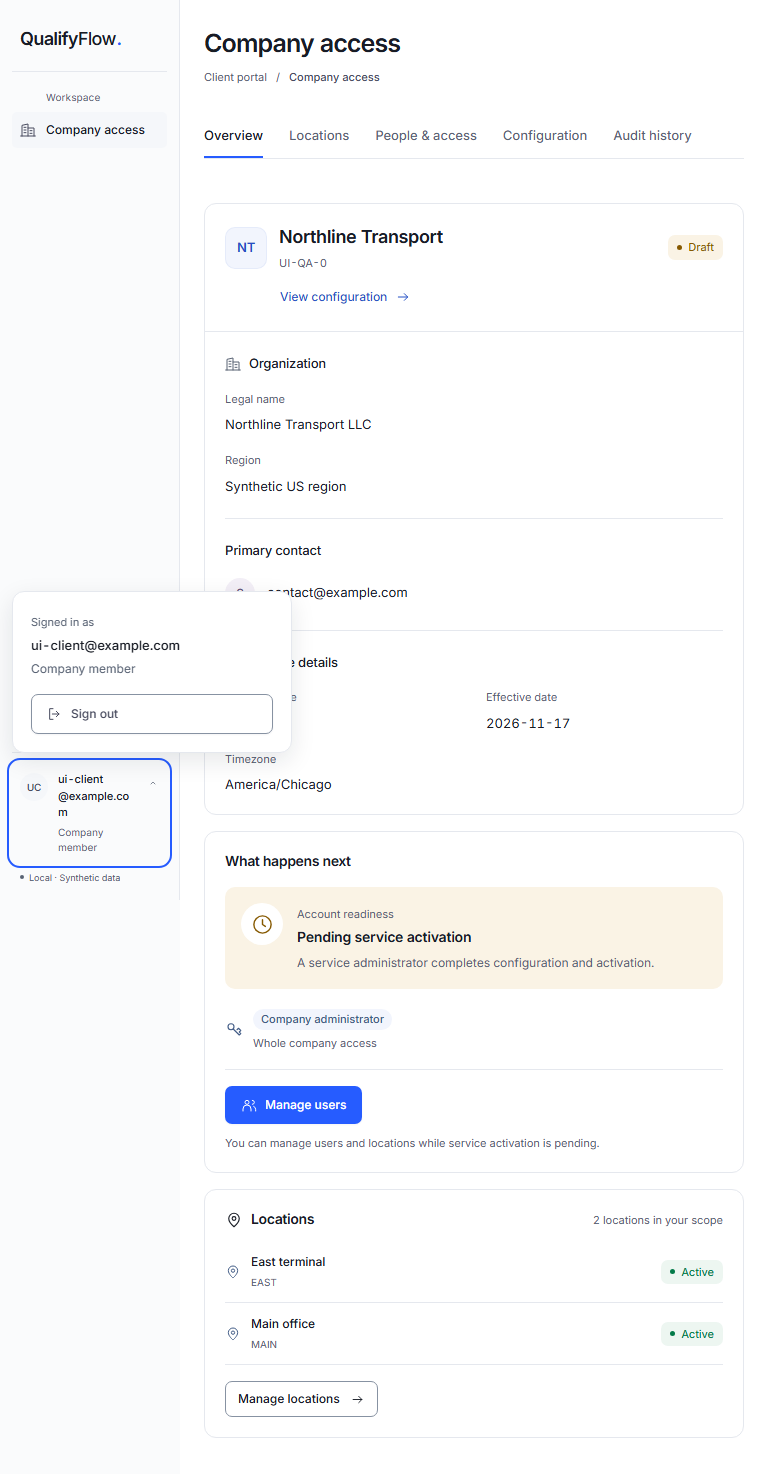 QualifyFlow.
Workspace
Company access
Company access
Client portal / Company access
Overview Locations People & access Configuration Audit history
NT
Northline Transport
UI-QA-0
Draft
View configuration
Organization
Legal name
Northline Transport LLC
Region
Synthetic US region
Primary contact
contact@example.com
details
Effective date
2026-11-17
Timezone
America/Chicago
Signed in as
ui-client@example.com
Company member
Sign out
UC
ui-client
@example.co
m
Company
member
Local · Synthetic data
What happens next
Account readiness
Pending service activation
A service administrator completes configuration and activation.
Company administrator
Whole company access
Manage users
You can manage users and locations while service activation is pending.
Locations
2 locations in your scope
East terminal
EAST
Active
Main office
MAIN
Active
Manage locations